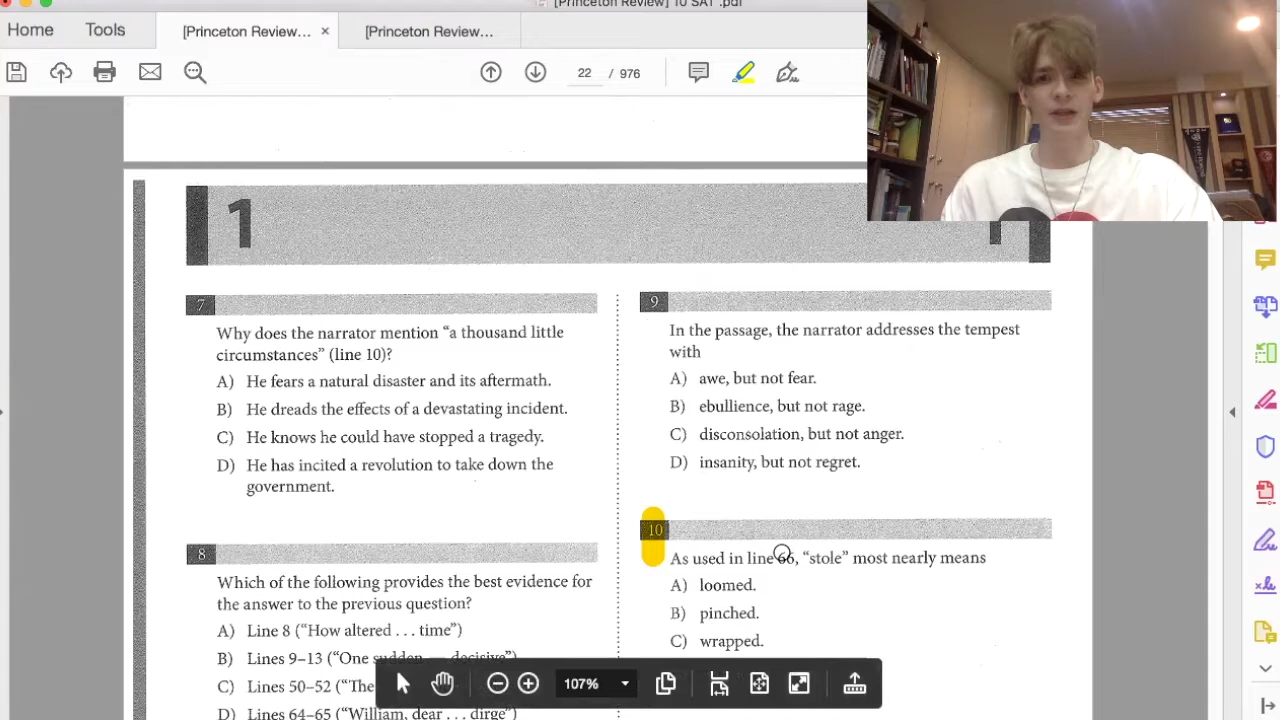 [Princeton Review] 10 SAT .pdf
Home
Tools
[Princeton Review...
×
[Princeton Review...
22 / 976
1
7
Why does the narrator mention “a thousand little
circumstances” (line 10)?
A) He fears a natural disaster and its aftermath.
B) He dreads the effects of a devastating incident.
C) He knows he could have stopped a tragedy.
D) He has incited a revolution to take down the
government.
8
Which of the following provides the best evidence for
the answer to the previous question?
A) Line 8 (“How altered . . . time”)
B) Lines 9–13 (“One sudden . . . decisive”)
C) Lines 50–52 (“The
D) Lines 64–65 (“William, dear . . . dirge”)
9
In the passage, the narrator addresses the tempest
with
A) awe, but not fear.
B) ebullience, but not rage.
C) disconsolation, but not anger.
D) insanity, but not regret.
10
As used in line 66, “stole” most nearly means
A) loomed.
B) pinched.
C) wrapped.
107%